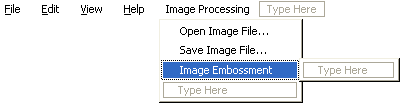 File Edit View Help Image Processing Type Here
Open Image File...
Save Image File...
Image Embossment Type Here
Type Here